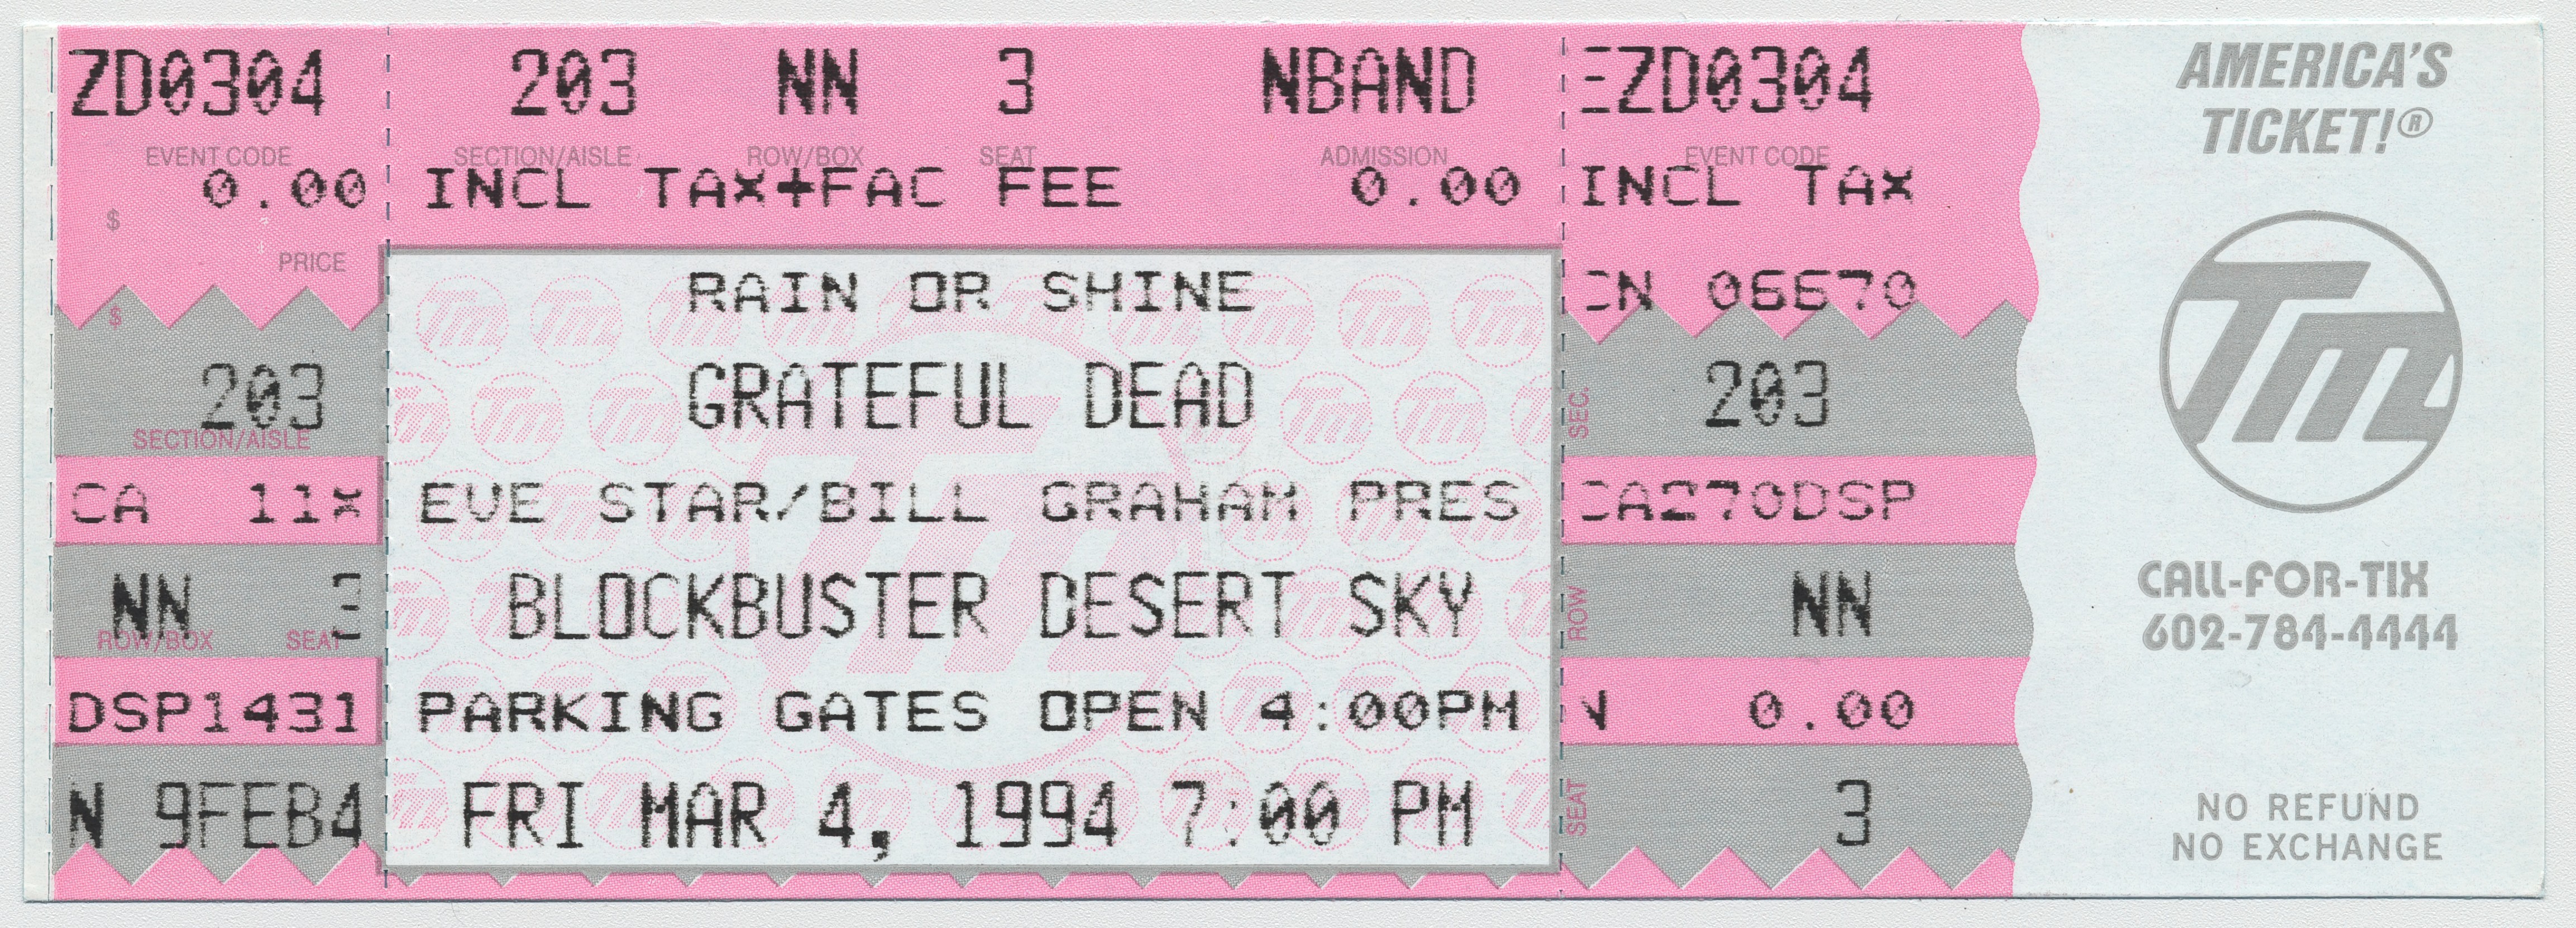 ZD0304
EVENT CODE
0.00
$
PRICE
$
203
SECTION/AISLE
CA 11X
NN 3
ROW/BOX SEAT
DSP1431
N 9FEB4
203 NN 3 NBAND
SECTION/AISLE ROW/BOX SEAT ADMISSION
INCL TAX+FAC FEE 0.00
RAIN OR SHINE
GRATEFUL DEAD
EVE STAR/BILL GRAHAM PRES
BLOCKBUSTER DESERT SKY
PARKING GATES OPEN 4:00PM
FRI MAR 4, 1994 7:00 PM
EZD0304
EVENT CODE
INCL TAX
CN 06670
SEC. 203
CA270DSP
ROW NN
N 0.00
SEAT 3
AMERICA'S
TICKET!®
Tm
CALL-FOR-TIX
602-784-4444
NO REFUND
NO EXCHANGE